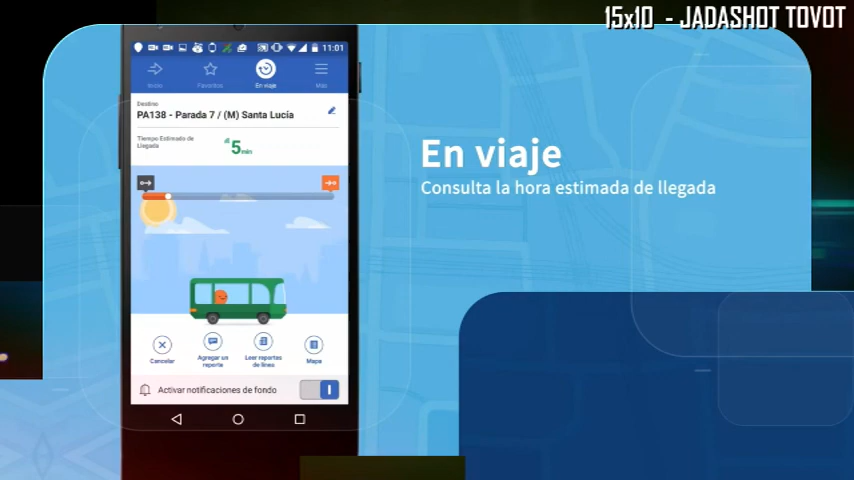 15x10 - JADASHOT TOVOT
11:01
Inicio
Favoritos
En viaje
Más
Destino
PA138 - Parada 7 / (M) Santa Lucía
Tiempo Estimado de
Llegada
5 min
En viaje
Consulta la hora estimada de llegada
Cancelar
Agregar un
reporte
Leer reportes
de línea
Mapa
Activar notificaciones de fondo